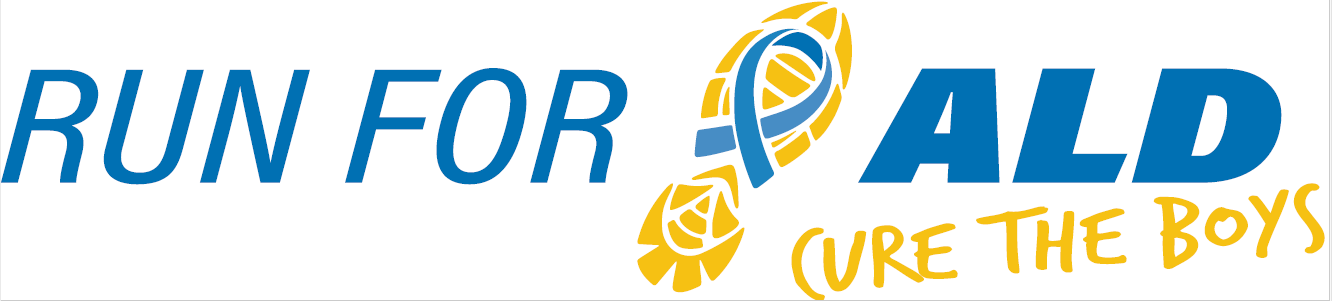 RUN FOR ALD
CURE THE BOYS